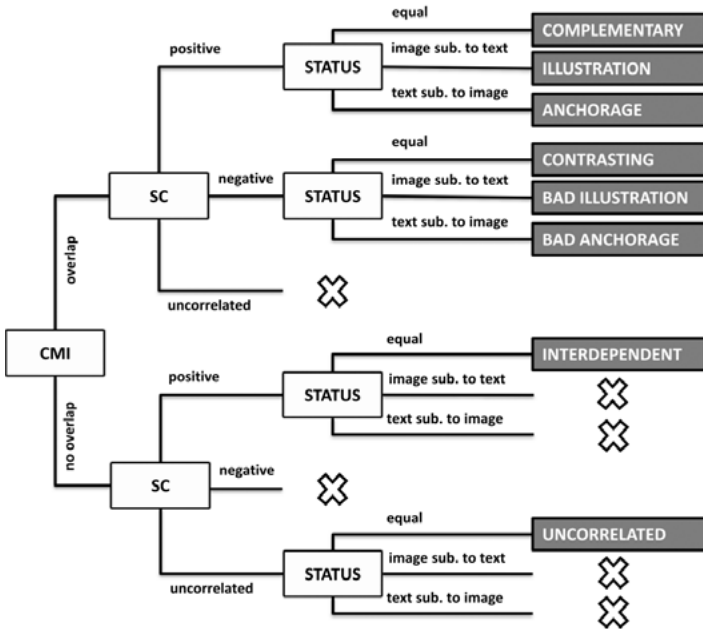 equal
COMPLEMENTARY
positive
STATUS
image sub. to text
ILLUSTRATION
text sub. to image
ANCHORAGE
equal
CONTRASTING
SC
negative
STATUS
image sub. to text
BAD ILLUSTRATION
text sub. to image
BAD ANCHORAGE
overlap
uncorrelated
CMI
equal
INTERDEPENDENT
positive
STATUS
image sub. to text
text sub. to image
no overlap
SC
negative
equal
UNCORRELATED
uncorrelated
STATUS
image sub. to text
text sub. to image